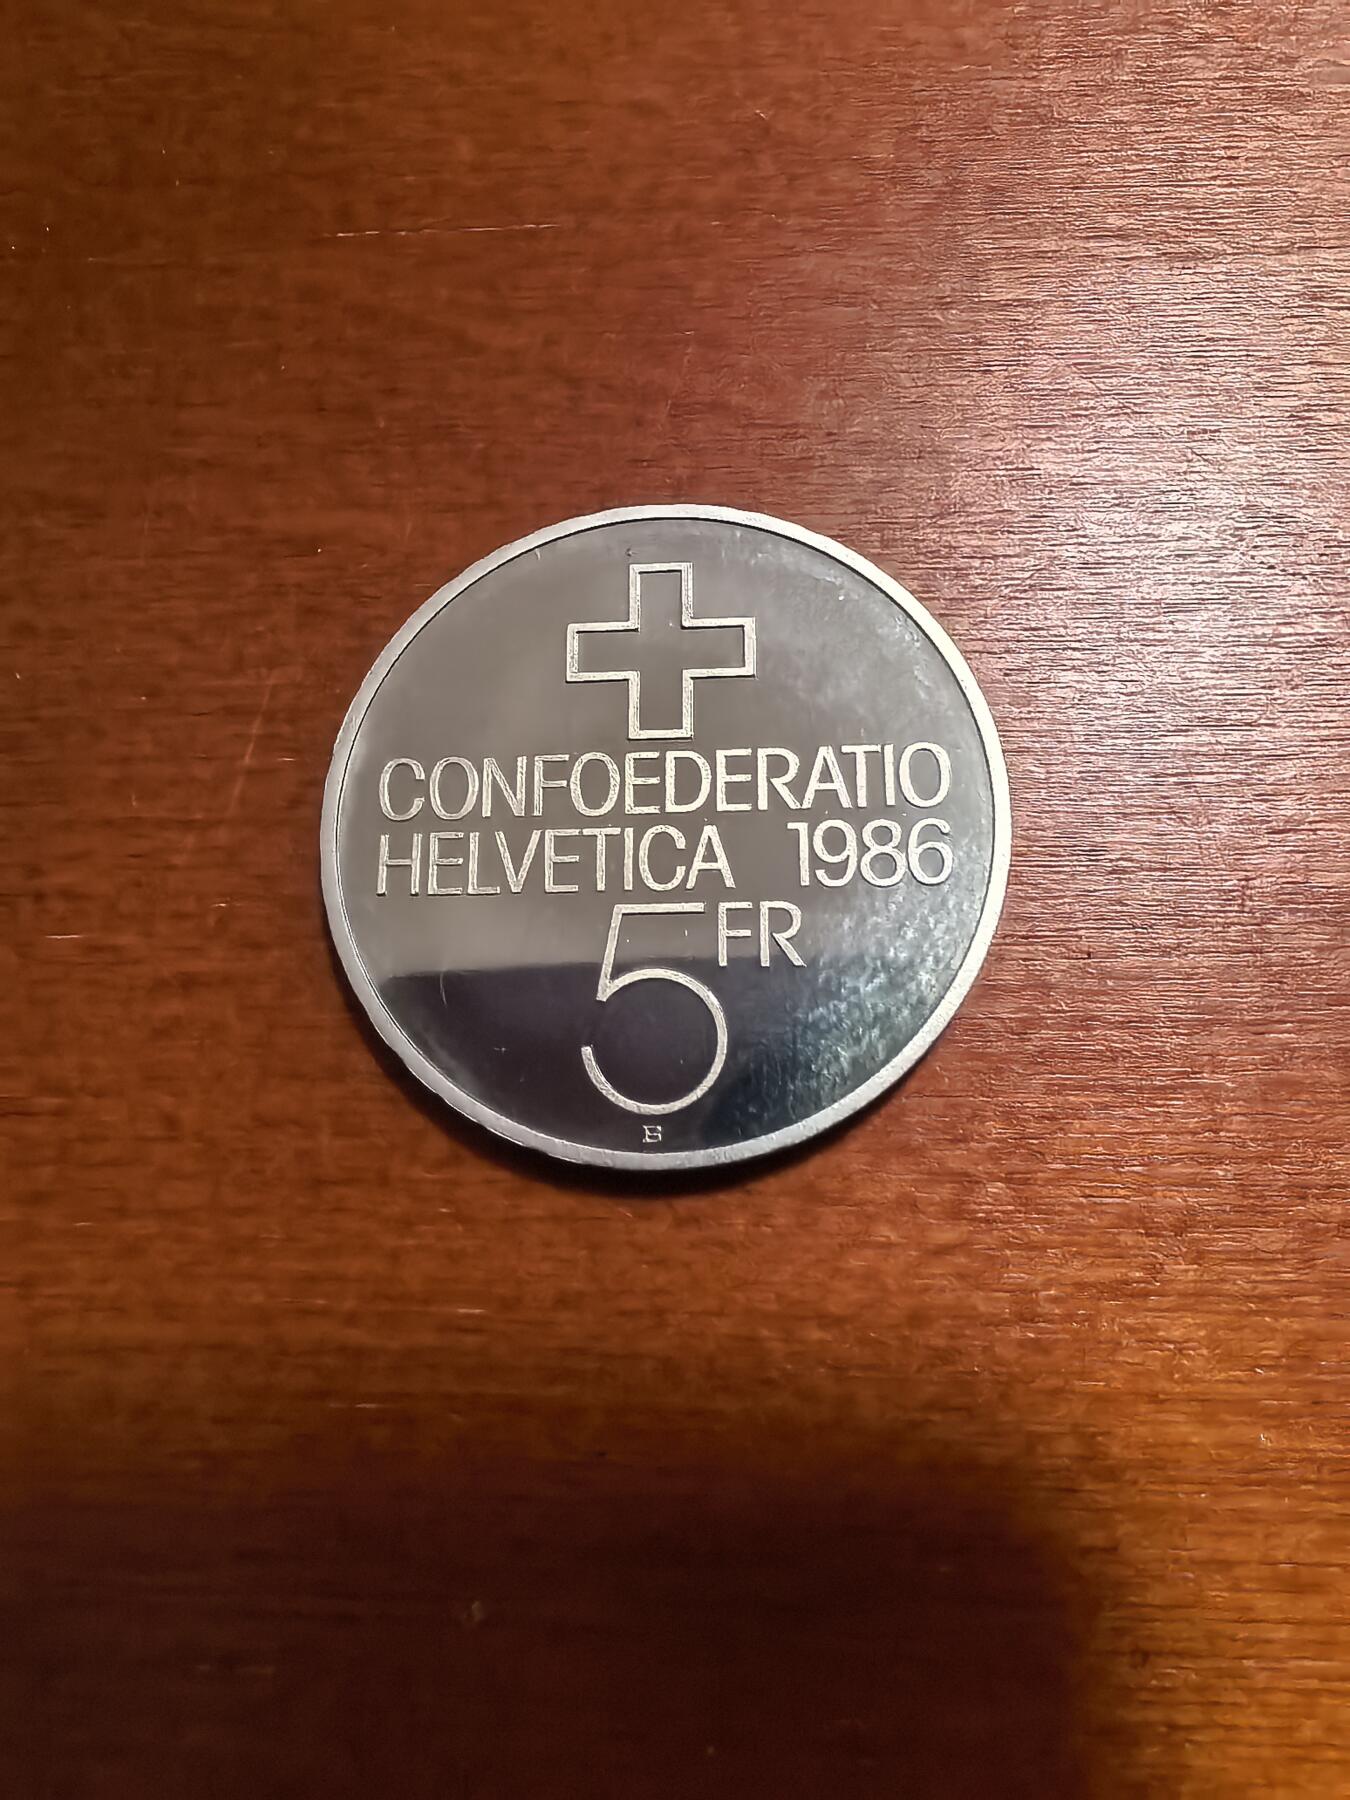 CONFOEDERATIO
HELVETICA 1986
5 FR
B